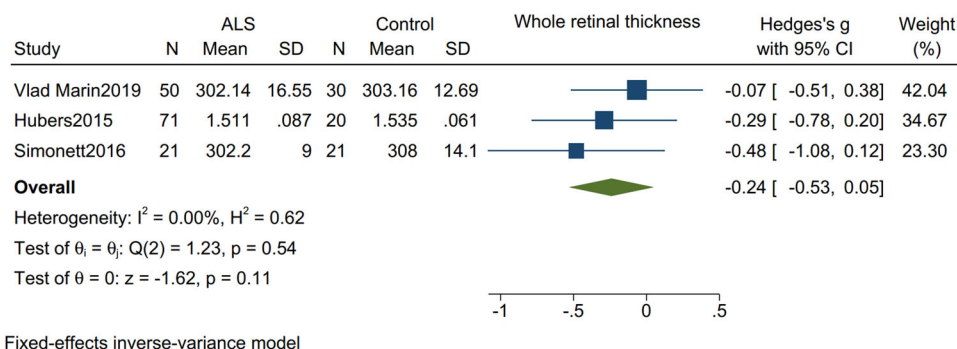 ALS Control Whole retinal thickness Hedges's g Weight
Study N Mean SD N Mean SD with 95% CI (%)
Vlad Marin2019 50 302.14 16.55 30 303.16 12.69 -0.07 [ -0.51, 0.38] 42.04
Hubers2015 71 1.511 .087 20 1.535 .061 -0.29 [ -0.78, 0.20] 34.67
Simonett2016 21 302.2 9 21 308 14.1 -0.48 [ -1.08, 0.12] 23.30
Overall -0.24 [ -0.53, 0.05]
Heterogeneity: I² = 0.00%, H² = 0.62
Test of θᵢ = θⱼ: Q(2) = 1.23, p = 0.54
Test of θ = 0: z = -1.62, p = 0.11
-1 -.5 0 .5
Fixed-effects inverse-variance model